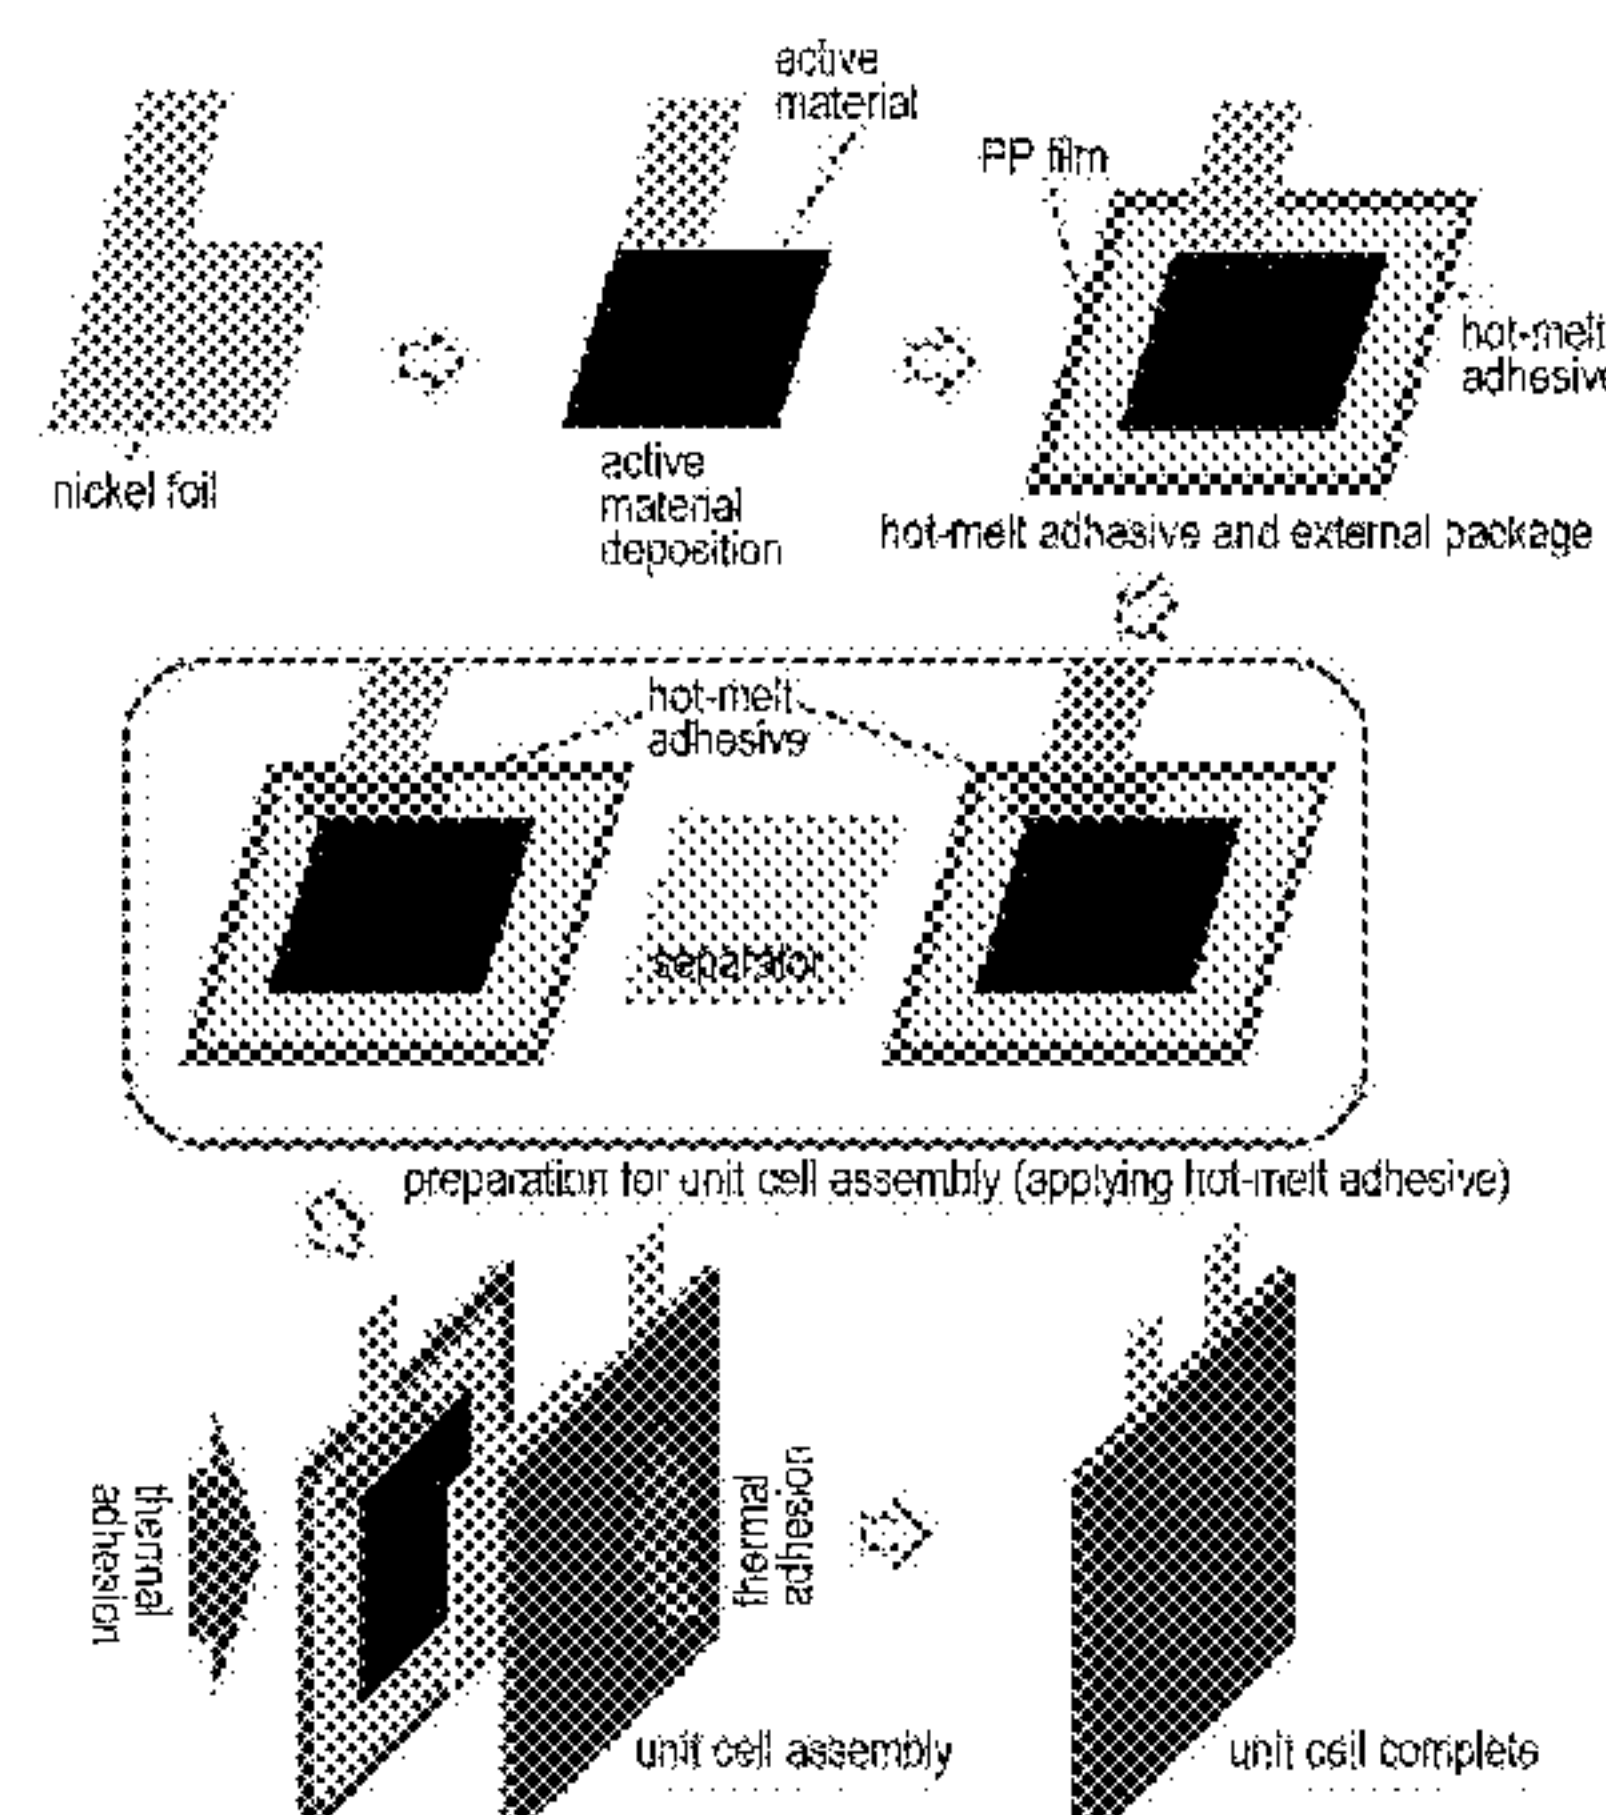 active
material
PP film
hot-melt
adhesive
nickel foil
active
material
deposition
hot-melt adhasive and external package
hot-melt
adhesive
separator
preparation for unit cell assembly (applying hot-melt adhesive)
thermal
adhesion
thermal
adhesion
unit cell assembly
unit cell complete